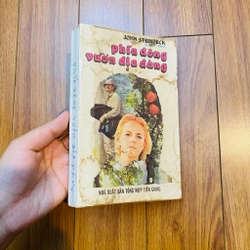 JOHN STEINBECK
phía đông
vườn địa đàng
NHÀ XUẤT BẢN TỔNG HỢP TIỀN GIANG